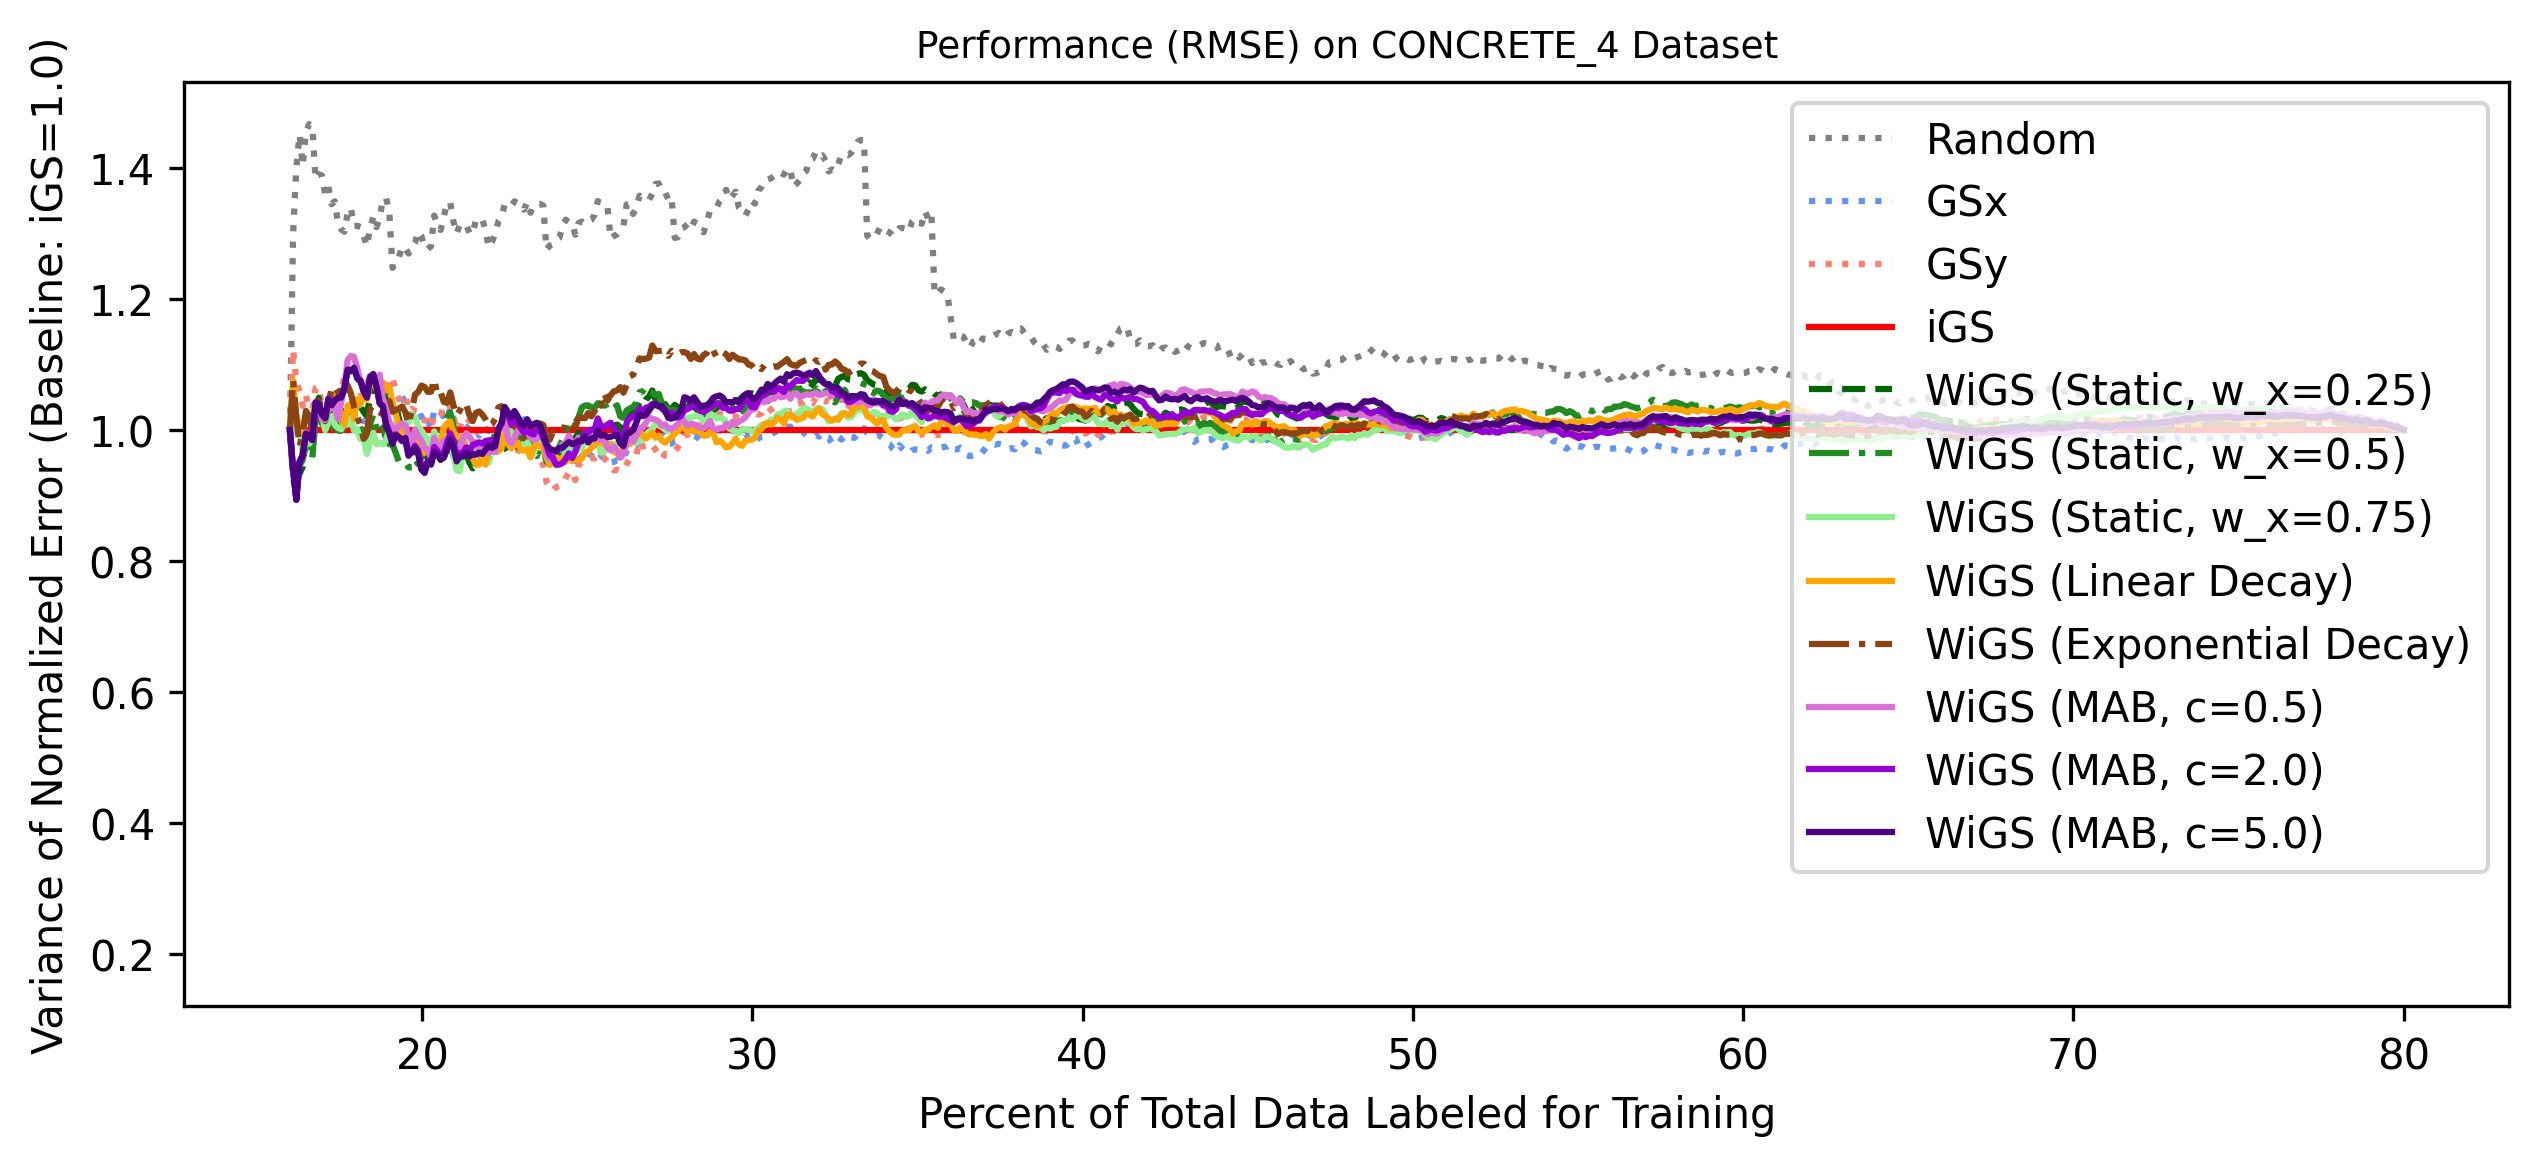 Performance (RMSE) on CONCRETE_4 Dataset
Variance of Normalized Error (Baseline: iGS=1.0)
1.4
1.2
1.0
0.8
0.6
0.4
0.2
Random
GSx
GSy
iGS
WiGS (Static, w_x=0.25)
WiGS (Static, w_x=0.5)
WiGS (Static, w_x=0.75)
WiGS (Linear Decay)
WiGS (Exponential Decay)
WiGS (MAB, c=0.5)
WiGS (MAB, c=2.0)
WiGS (MAB, c=5.0)
20 30 40 50 60 70 80
Percent of Total Data Labeled for Training